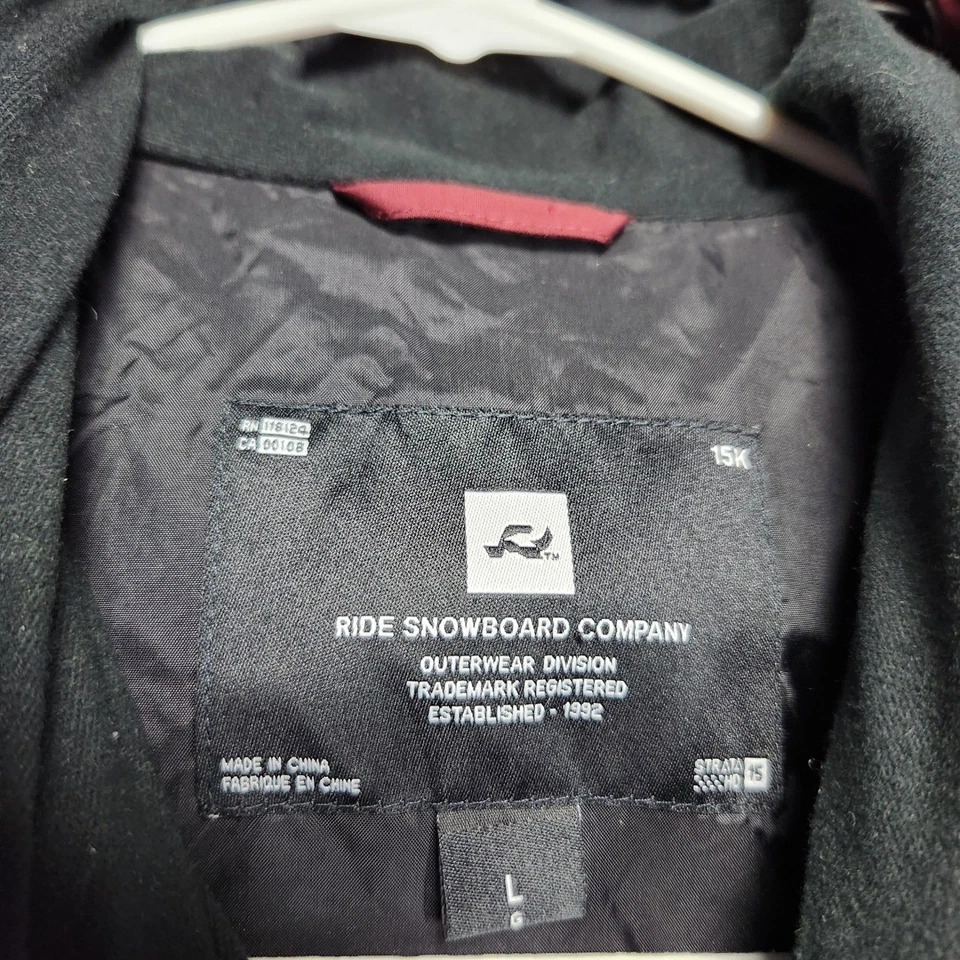 RN 118124
CA 00108
15K
TM
RIDE SNOWBOARD COMPANY
OUTERWEAR DIVISION
TRADEMARK REGISTERED
ESTABLISHED - 1992
MADE IN CHINA
FABRIQUE EN CHINE
STRATA
HD 15
L
G